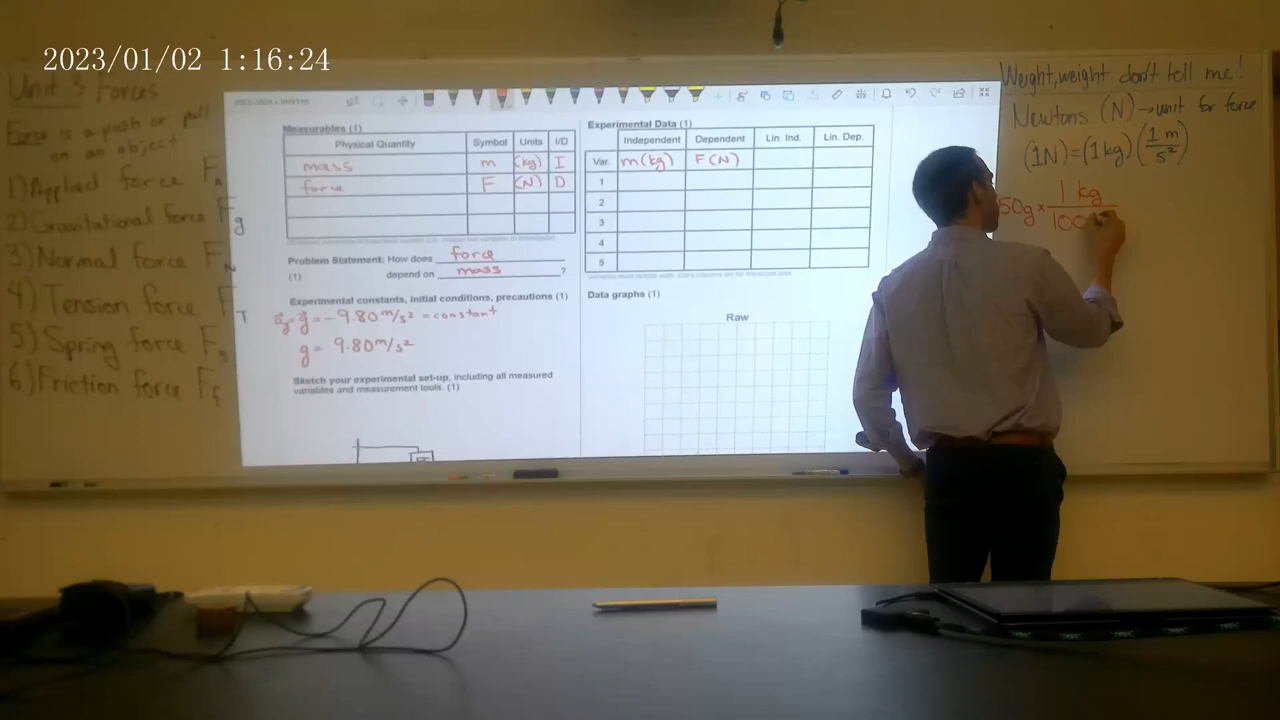 2023/01/02 1:16:24
Unit 3 Forces
Force is a push or pull
on an object
1) Applied force F
2) Gravitational force Fg
3) Normal force FN
4) Tension force FT
5) Spring force Fs
6) Friction force Ff
Measurables (1)
Physical Quantity Symbol Units I/D
mass m (kg) I
force F (N) D
Problem Statement: How does force
(1) depend on mass ?
Experimental constants, initial conditions, precautions (1)
g = -9.80 m/s² = constant
g = 9.80 m/s²
Sketch your experimental set-up, including all measured
variables and measurement tools. (1)
Experimental Data (1)
Independent Dependent Lin. Ind. Lin. Dep.
Var. m(kg) F(N)
1
2
3
4
5
Data graphs (1)
Raw
Weight, weight don't tell me!
Newtons (N) → unit for force
(1N) = (1kg) (1 m/s²)
50g × 1 kg
100